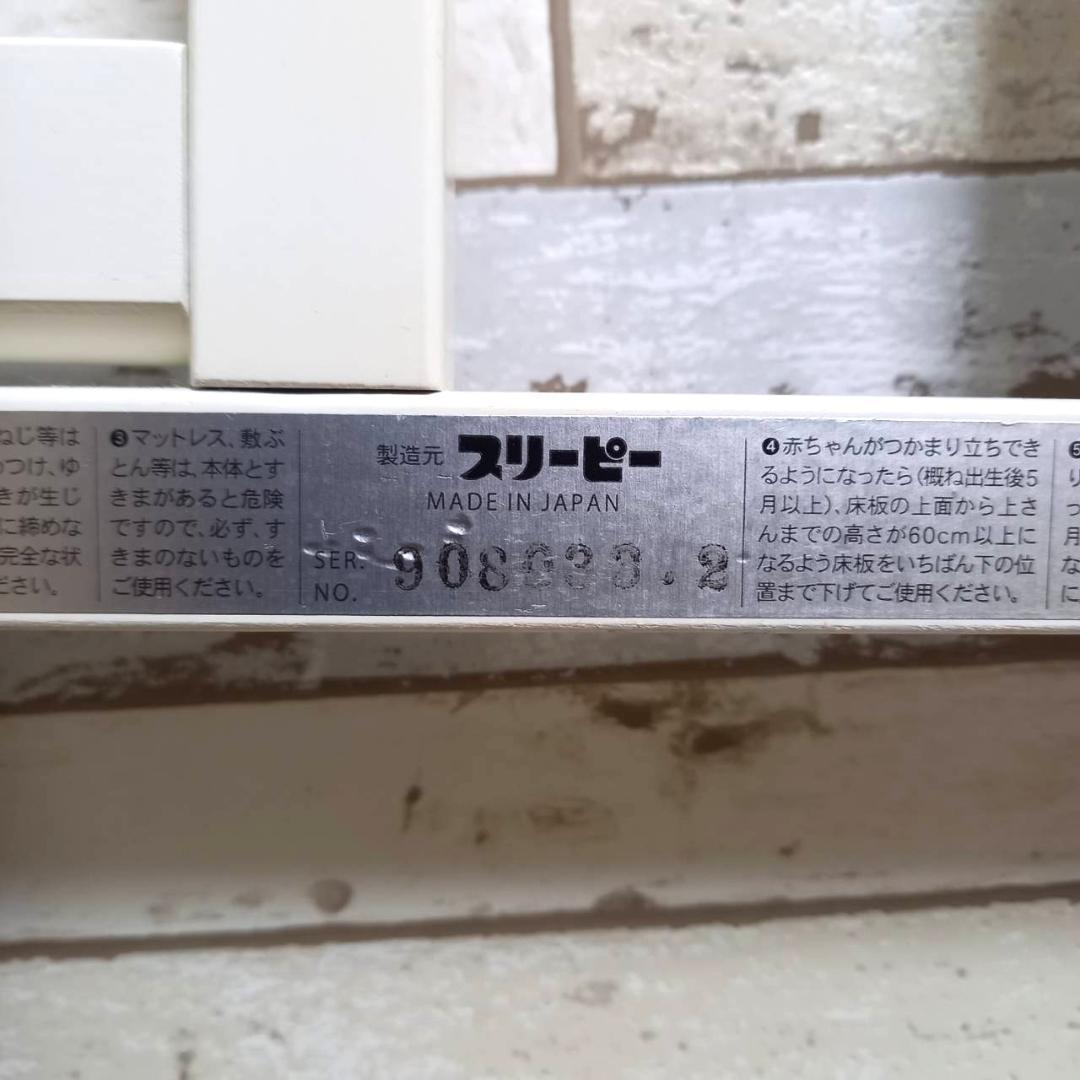 ねじ等は
つけ、ゆ
きが生じ
に締めな
完全な状
ださい。
❸マットレス、敷ぶ
とん等は、本体とす
きまがあると危険
ですので、必ず、す
きまのないものを
ご使用ください。
製造元 スリーピー
MADE IN JAPAN
SER.
NO. 908 . 2
❹赤ちゃんがつかまり立ちでき
るようになったら(概ね出生後5
月以上)、床板の上面から上さ
んまでの高さが60cm以上に
なるよう床板をいちばん下の位
置まで下げてご使用ください。
❺
り
っ
月
な
に